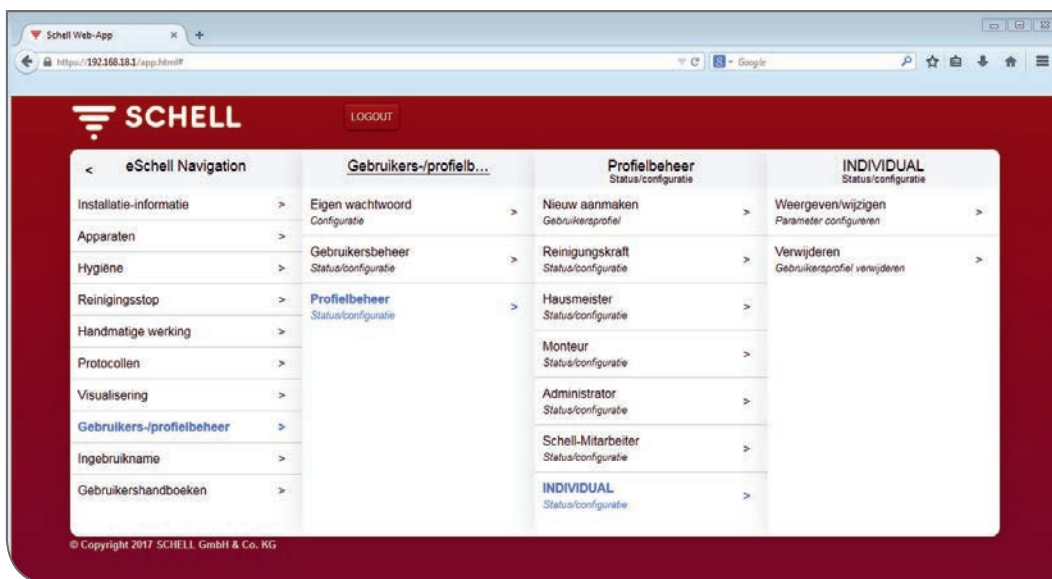 Schell Web-App
https://192.168.18.1/app.html#
Google
SCHELL
LOGOUT
< eSchell Navigation
Installatie-informatie >
Apparaten >
Hygiëne >
Reinigingsstop >
Handmatige werking >
Protocollen >
Visualisering >
Gebruikers-/profielbeheer >
Ingebruikname >
Gebruikershandboeken >
Gebruikers-/profielb...
Eigen wachtwoord >
Configuratie
Gebruikersbeheer >
Status/configuratie
Profielbeheer >
Status/configuratie
Profielbeheer
Status/configuratie
Nieuw aanmaken >
Gebruikersprofiel
Reinigungskraft >
Status/configuratie
Hausmeister >
Status/configuratie
Monteur >
Status/configuratie
Administrator >
Status/configuratie
Schell-Mitarbeiter >
Status/configuratie
INDIVIDUAL >
Status/configuratie
INDIVIDUAL
Status/configuratie
Weergeven/wijzigen >
Parameter configureren
Verwijderen >
Gebruikersprofiel verwijderen
© Copyright 2017 SCHELL GmbH & Co. KG